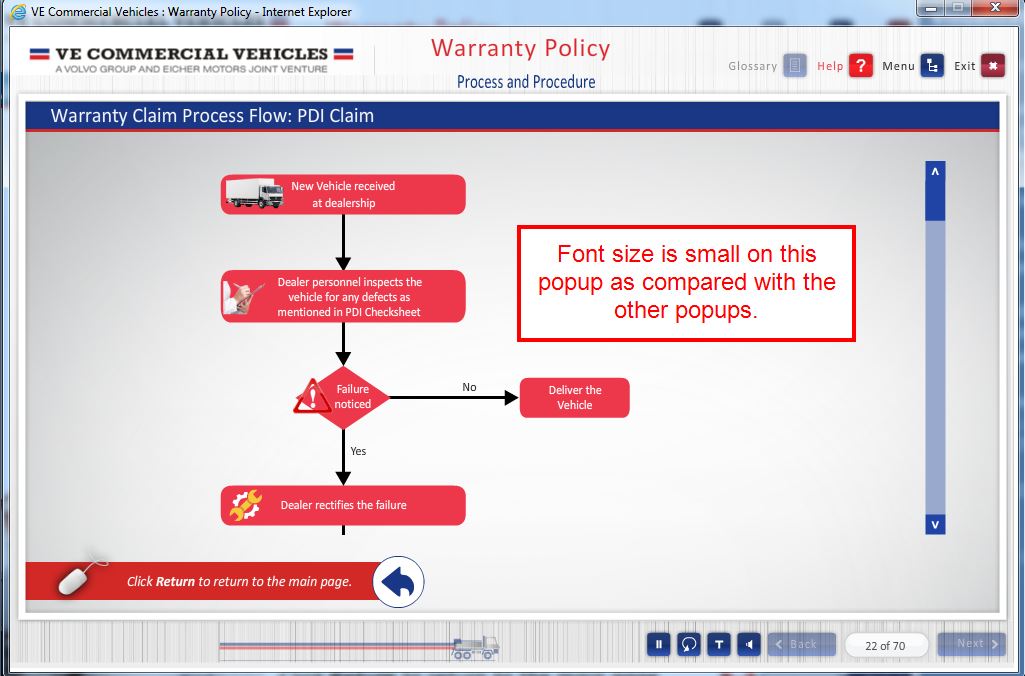 VE Commercial Vehicles : Warranty Policy - Internet Explorer
VE COMMERCIAL VEHICLES
A VOLVO GROUP AND EICHER MOTORS JOINT VENTURE
Warranty Policy
Process and Procedure
Glossary
Help ?
Menu
Exit
Warranty Claim Process Flow: PDI Claim
New Vehicle received
at dealership
Dealer personnel inspects the
vehicle for any defects as
mentioned in PDI Checksheet
Font size is small on this
popup as compared with the
other popups.
Failure
noticed
No
Deliver the
Vehicle
Yes
Dealer rectifies the failure
Click Return to return to the main page.
T
Back
22 of 70
Next